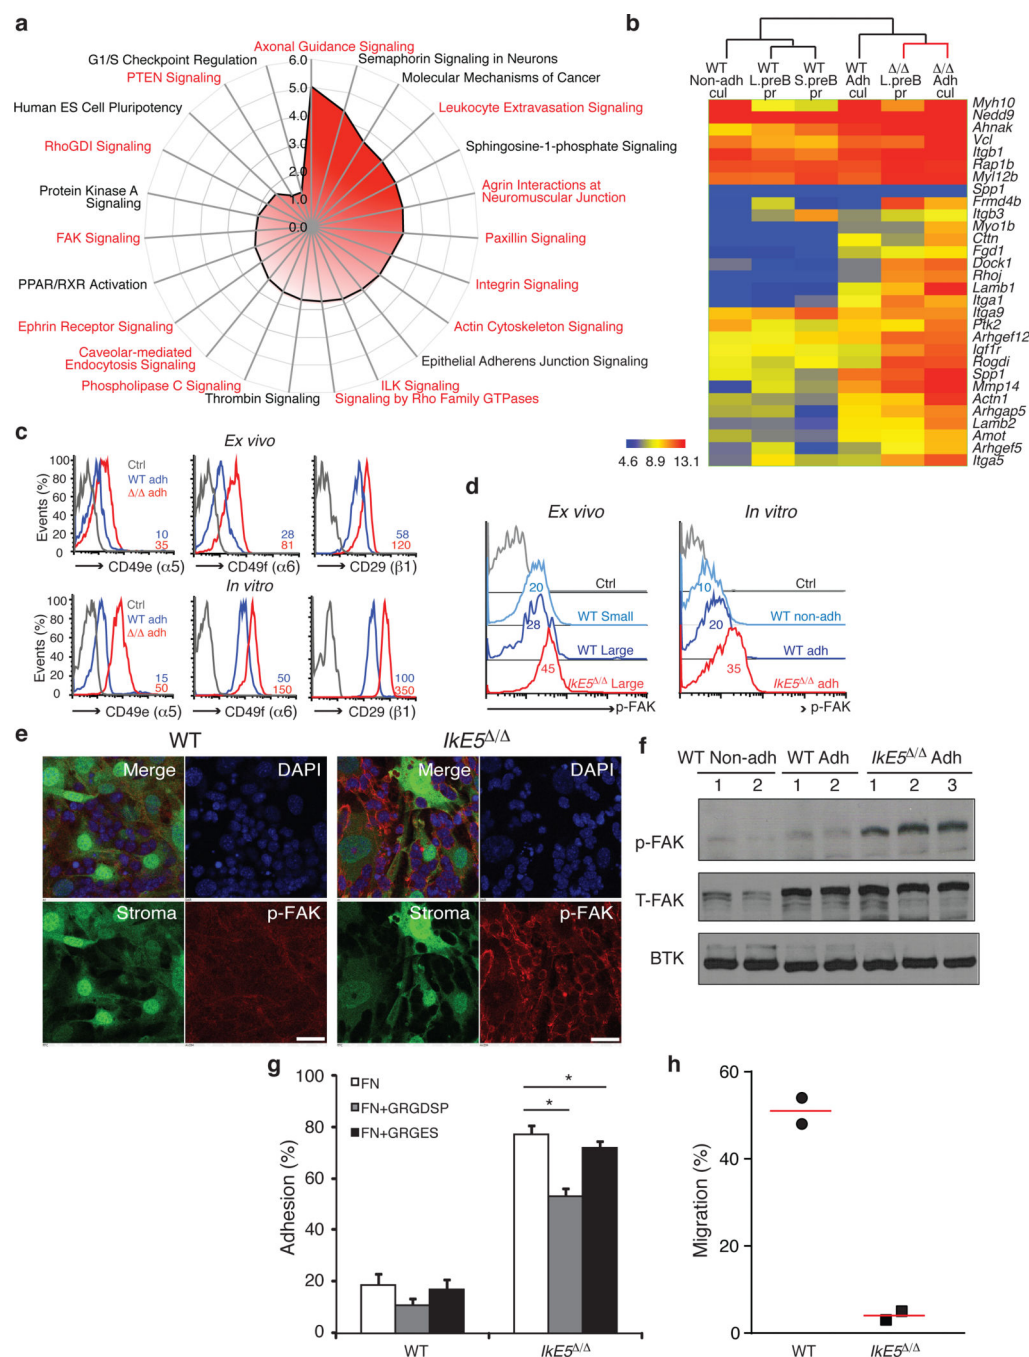 a
Axonal Guidance Signaling
G1/S Checkpoint Regulation
Semaphorin Signaling in Neurons
PTEN Signaling
Molecular Mechanisms of Cancer
Human ES Cell Pluripotency
Leukocyte Extravasation Signaling
RhoGDI Signaling
Sphingosine-1-phosphate Signaling
Protein Kinase A
Signaling
Agrin Interactions at
Neuromuscular Junction
FAK Signaling
Paxillin Signaling
PPAR/RXR Activation
Integrin Signaling
Ephrin Receptor Signaling
Actin Cytoskeleton Signaling
Caveolar-mediated
Endocytosis Signaling
Epithelial Adherens Junction Signaling
Phospholipase C Signaling
ILK Signaling
Thrombin Signaling
Signaling by Rho Family GTPases
6.0
5.0
4.0
3.0
2.0
1.0
0.0
b
WT Non-adh cul
WT L.preB pr
WT S.preB pr
WT Adh cul
Δ/Δ L.preB pr
Δ/Δ Adh cul
Myh10
Nedd9
Ahnak
Vcl
Itgb1
Rap1b
Myl12b
Spp1
Frmd4b
Itgb3
Myo1b
Cttn
Fgd1
Dock1
Rhoj
Lamb1
Itga1
Itga9
Ptk2
Arhgef12
Igf1r
Rogdi
Spp1
Mmp14
Actn1
Arhgap5
Lamb2
Amot
Arhgef5
Itga5
4.6 8.9 13.1
c
Ex vivo
Events (%)
100
80
60
40
20
0
Ctrl
WT adh
Δ/Δ adh
10
35
28
81
58
120
CD49e (α5)
CD49f (α6)
CD29 (β1)
In vitro
Events (%)
100
80
60
40
20
0
Ctrl
WT adh
Δ/Δ adh
15
50
50
150
100
350
CD49e (α5)
CD49f (α6)
CD29 (β1)
d
Ex vivo
Ctrl
20
WT Small
28
WT Large
45
IkE5Δ/Δ Large
p-FAK
In vitro
Ctrl
10
WT non-adh
20
WT adh
35
IkE5Δ/Δ adh
p-FAK
e
WT
IkE5Δ/Δ
Merge
DAPI
Merge
DAPI
Stroma
p-FAK
Stroma
p-FAK
f
WT Non-adh WT Adh IkE5Δ/Δ Adh
1 2 1 2 1 2 3
p-FAK
T-FAK
BTK
g
Adhesion (%)
100
80
60
40
20
0
FN
FN+GRGDSP
FN+GRGES
*
*
WT
IkE5Δ/Δ
h
Migration (%)
60
40
20
0
WT
IkE5Δ/Δ